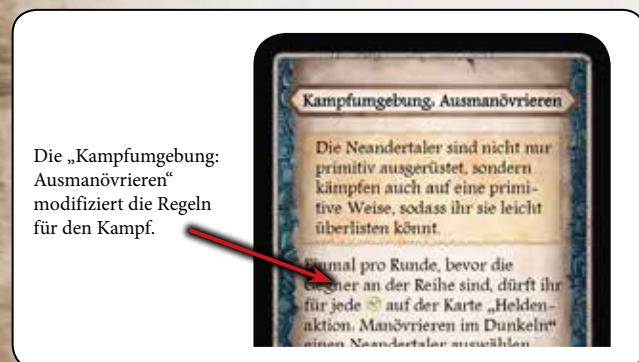 Die „Kampfumgebung:
Ausmanövrieren“
modifiziert die Regeln
für den Kampf.
Kampfumgebung: Ausmanövrieren
Die Neandertaler sind nicht nur
primitiv ausgerüstet, sondern
kämpfen auch auf eine primi-
tive Weise, sodass ihr sie leicht
überlisten könnt.
Einmal pro Runde, bevor die
Gegner an der Reihe sind, dürft ihr
für jede auf der Karte „Helden-
aktion: Manövrieren im Dunkeln“
einen Neandertaler auswählen